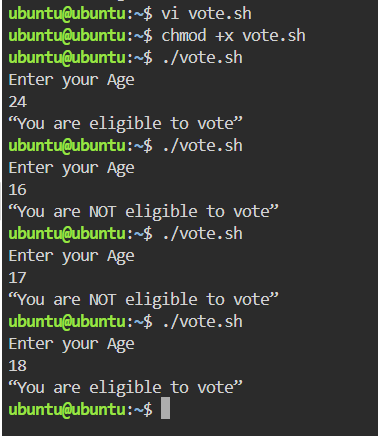 ubuntu@ubuntu:~$ vi vote.sh
ubuntu@ubuntu:~$ chmod +x vote.sh
ubuntu@ubuntu:~$ ./vote.sh
Enter your Age
24
“You are eligible to vote”
ubuntu@ubuntu:~$ ./vote.sh
Enter your Age
16
“You are NOT eligible to vote”
ubuntu@ubuntu:~$ ./vote.sh
Enter your Age
17
“You are NOT eligible to vote”
ubuntu@ubuntu:~$ ./vote.sh
Enter your Age
18
“You are eligible to vote”
ubuntu@ubuntu:~$